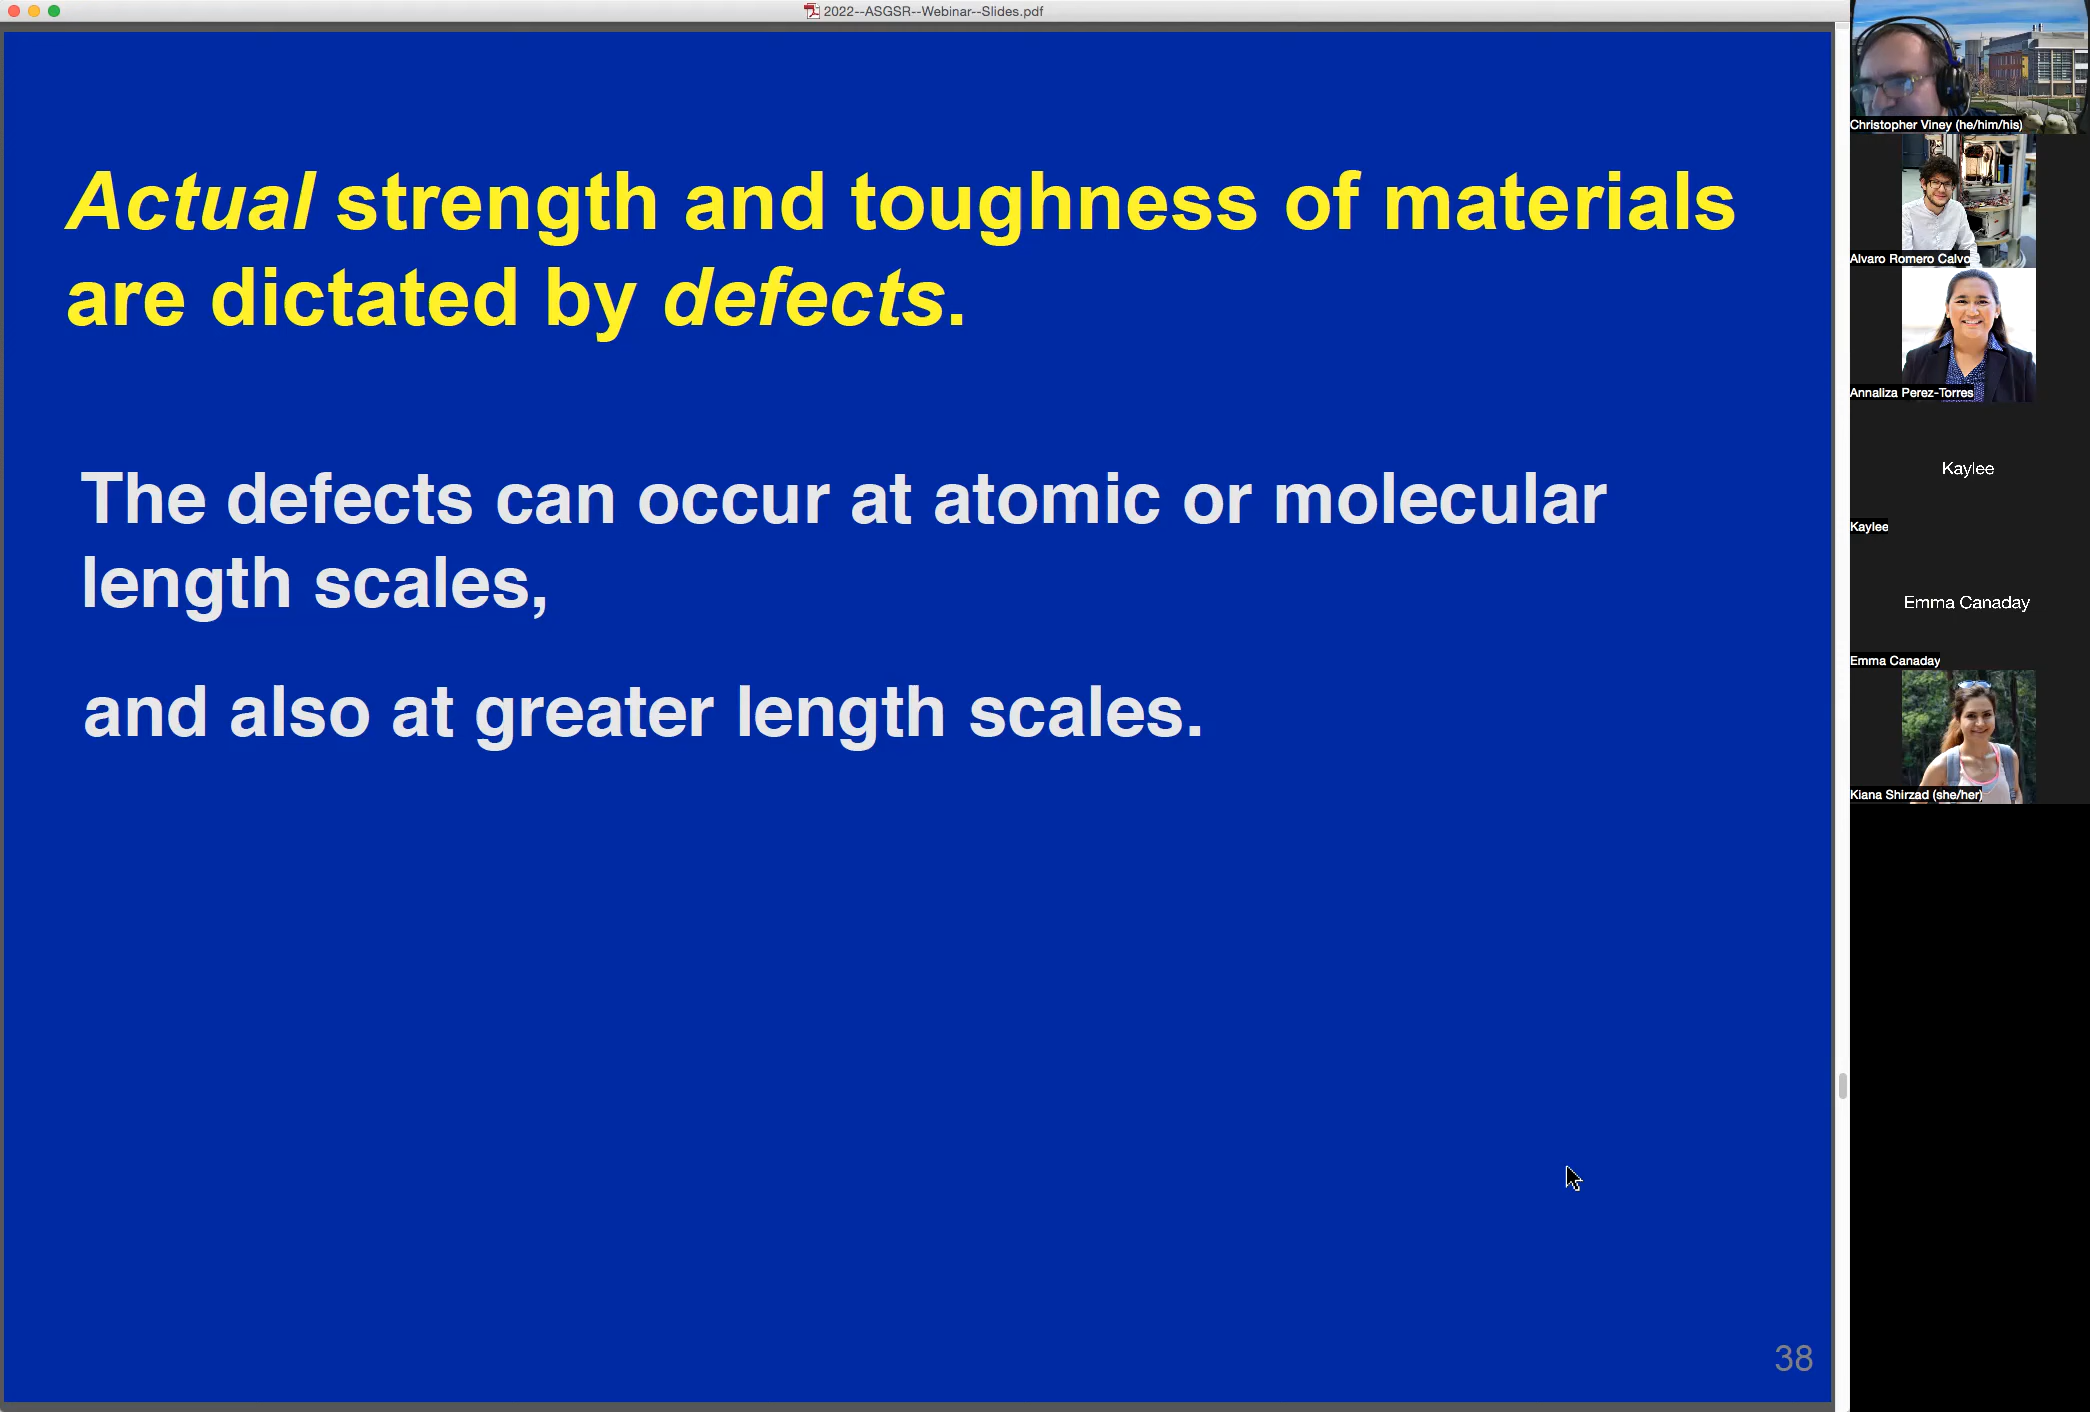 2022--ASGSR--Webinar--Slides.pdf
Actual strength and toughness of materials
are dictated by defects.
The defects can occur at atomic or molecular
length scales,
and also at greater length scales.
38
Christopher Viney (he/him/his)
Alvaro Romero Calvo
Annaliza Perez-Torres
Kaylee
Kaylee
Emma Canaday
Emma Canaday
Kiana Shirzad (she/her)